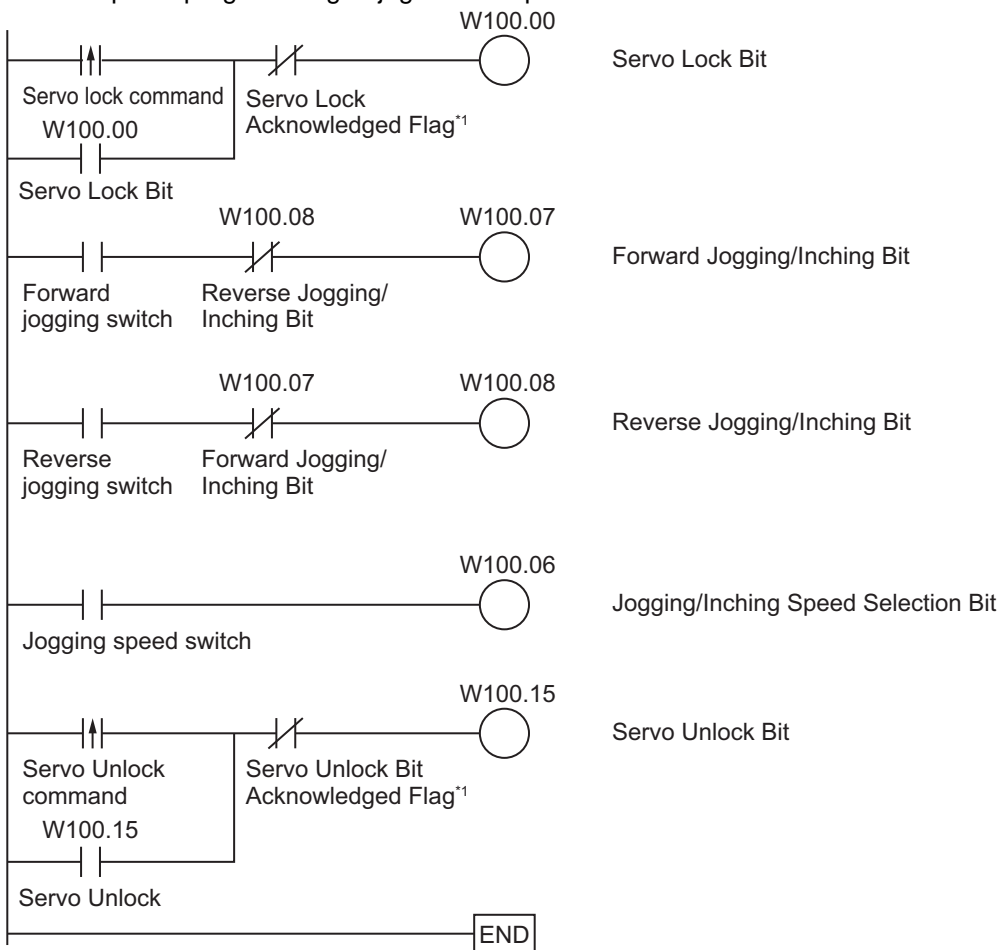 W100.00
Servo Lock Bit
Servo lock command
Servo Lock
Acknowledged Flag*1
W100.00
Servo Lock Bit
W100.08
W100.07
Forward Jogging/Inching Bit
Forward
jogging switch
Reverse Jogging/
Inching Bit
W100.07
W100.08
Reverse Jogging/Inching Bit
Reverse
jogging switch
Forward Jogging/
Inching Bit
W100.06
Jogging/Inching Speed Selection Bit
Jogging speed switch
W100.15
Servo Unlock Bit
Servo Unlock
command
Servo Unlock Bit
Acknowledged Flag*1
W100.15
Servo Unlock
END